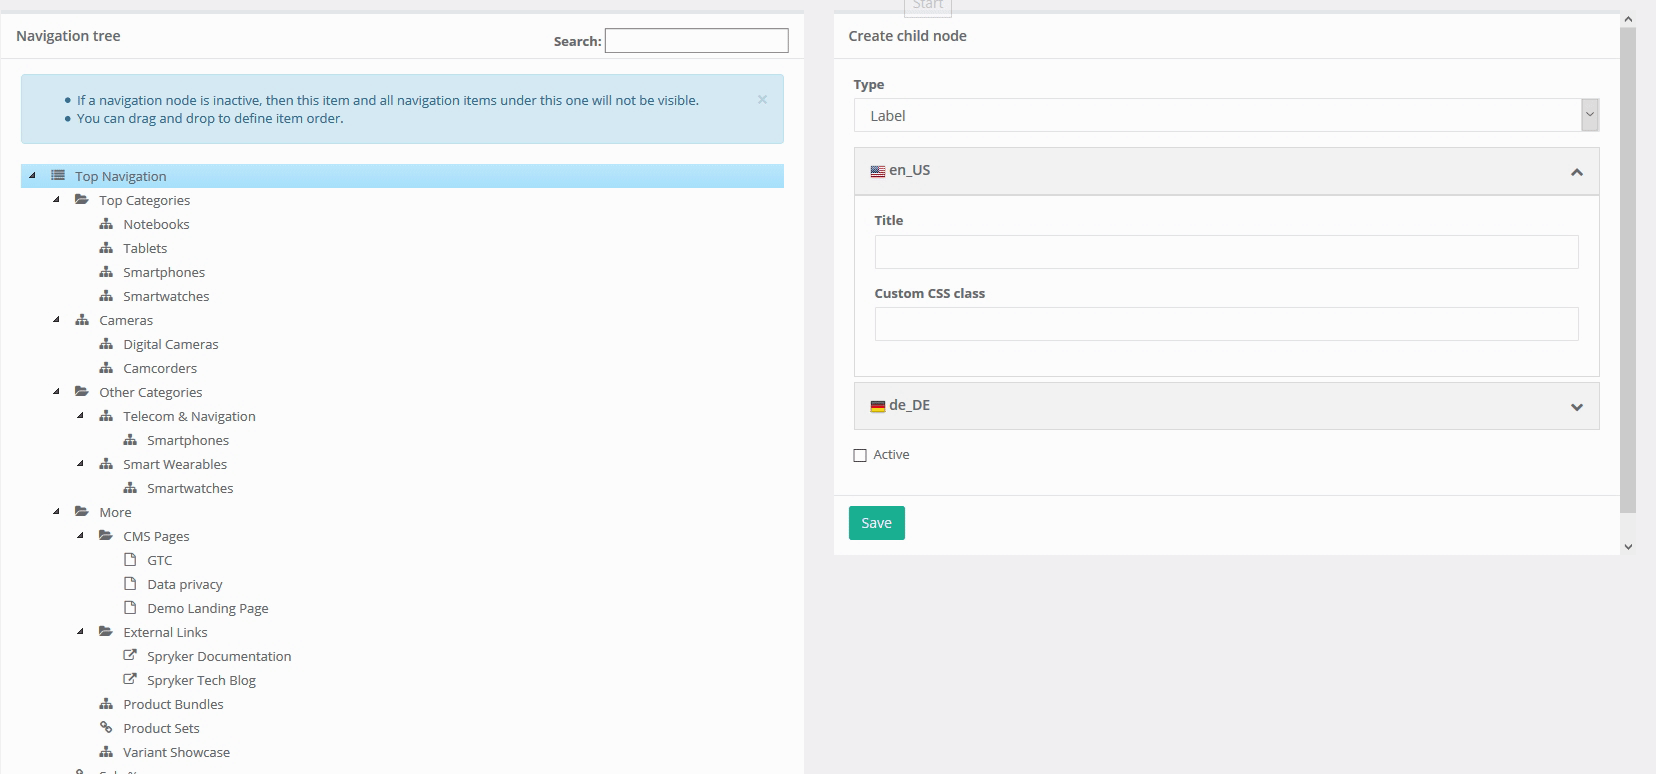 Start
Navigation tree
Search:
If a navigation node is inactive, then this item and all navigation items under this one will not be visible.
You can drag and drop to define item order.
Top Navigation
Top Categories
Notebooks
Tablets
Smartphones
Smartwatches
Cameras
Digital Cameras
Camcorders
Other Categories
Telecom & Navigation
Smartphones
Smart Wearables
Smartwatches
More
CMS Pages
GTC
Data privacy
Demo Landing Page
External Links
Spryker Documentation
Spryker Tech Blog
Product Bundles
Product Sets
Variant Showcase
Create child node
Type
Label
en_US
Title
Custom CSS class
de_DE
Active
Save